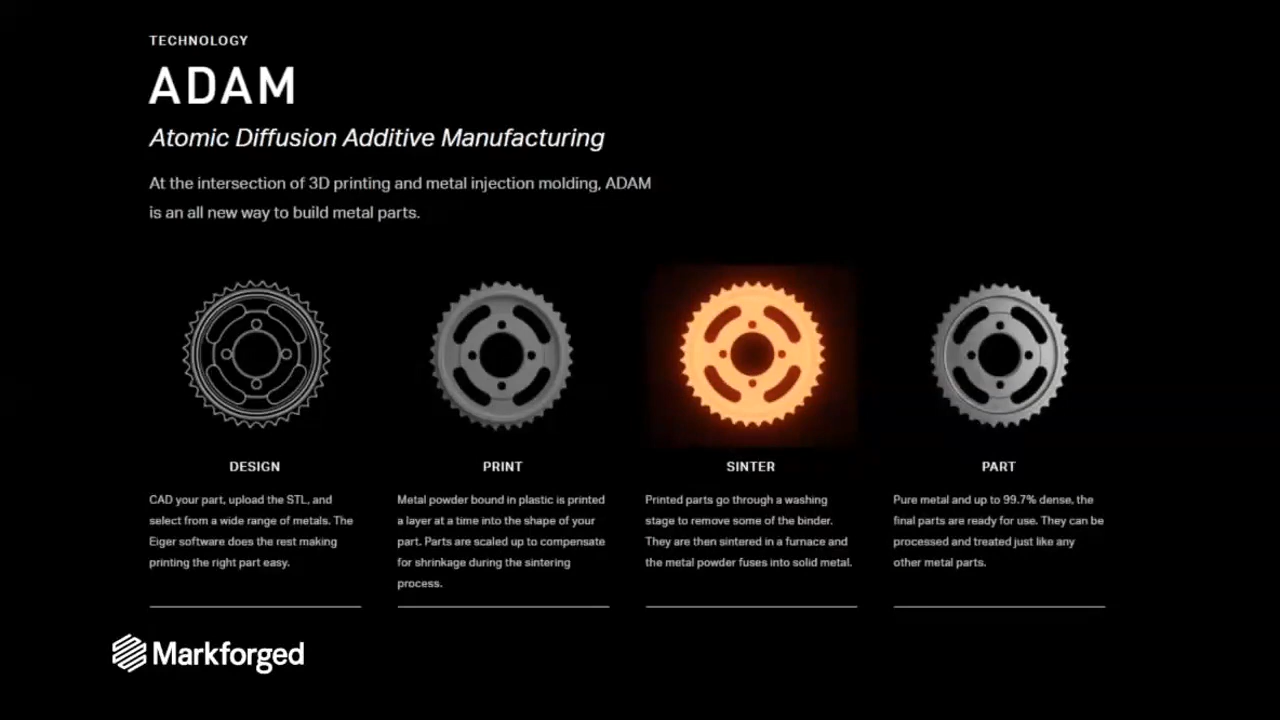 TECHNOLOGY
ADAM
Atomic Diffusion Additive Manufacturing
At the intersection of 3D printing and metal injection molding, ADAM
is an all new way to build metal parts.
DESIGN
CAD your part, upload the STL, and
select from a wide range of metals. The
Eiger software does the rest making
printing the right part easy.
PRINT
Metal powder bound in plastic is printed
a layer at a time into the shape of your
part. Parts are scaled up to compensate
for shrinkage during the sintering
process.
SINTER
Printed parts go through a washing
stage to remove some of the binder.
They are then sintered in a furnace and
the metal powder fuses into solid metal.
PART
Pure metal and up to 99.7% dense, the
final parts are ready for use. They can be
processed and treated just like any
other metal parts.
Markforged